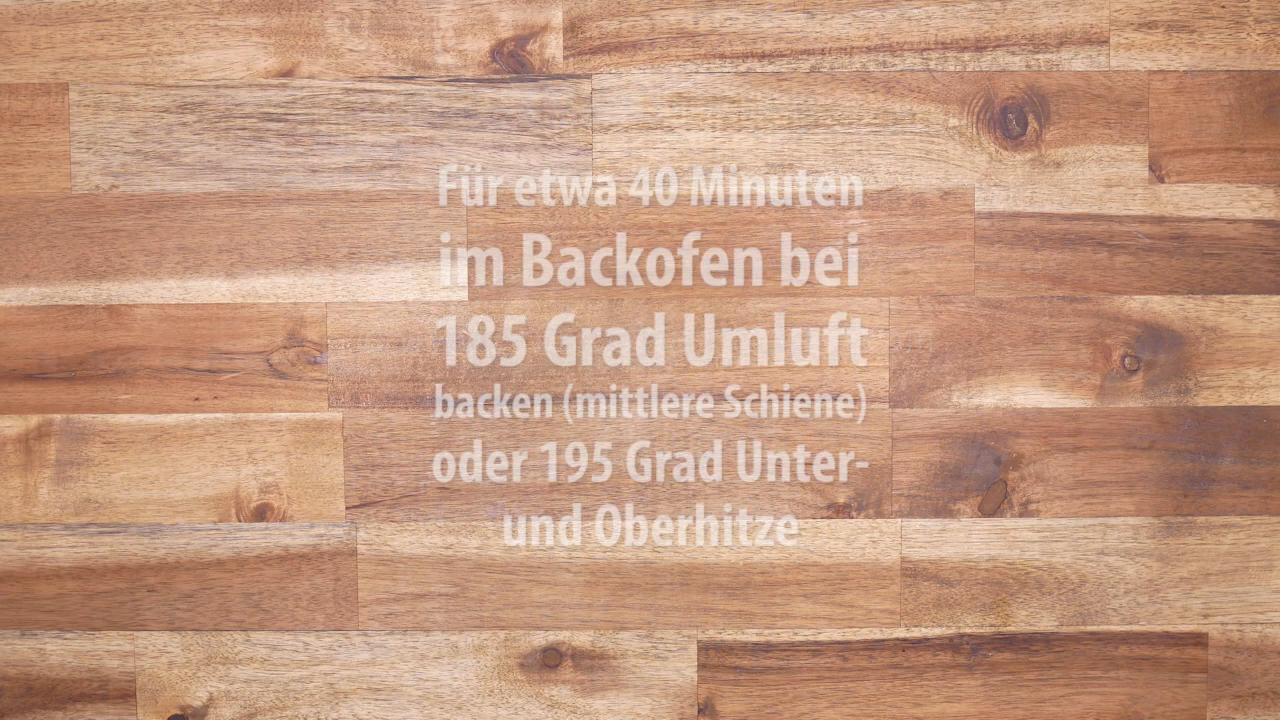 Für etwa 40 Minuten
im Backofen bei
185 Grad Umluft
backen (mittlere Schiene)
oder 195 Grad Unter-
und Oberhitze